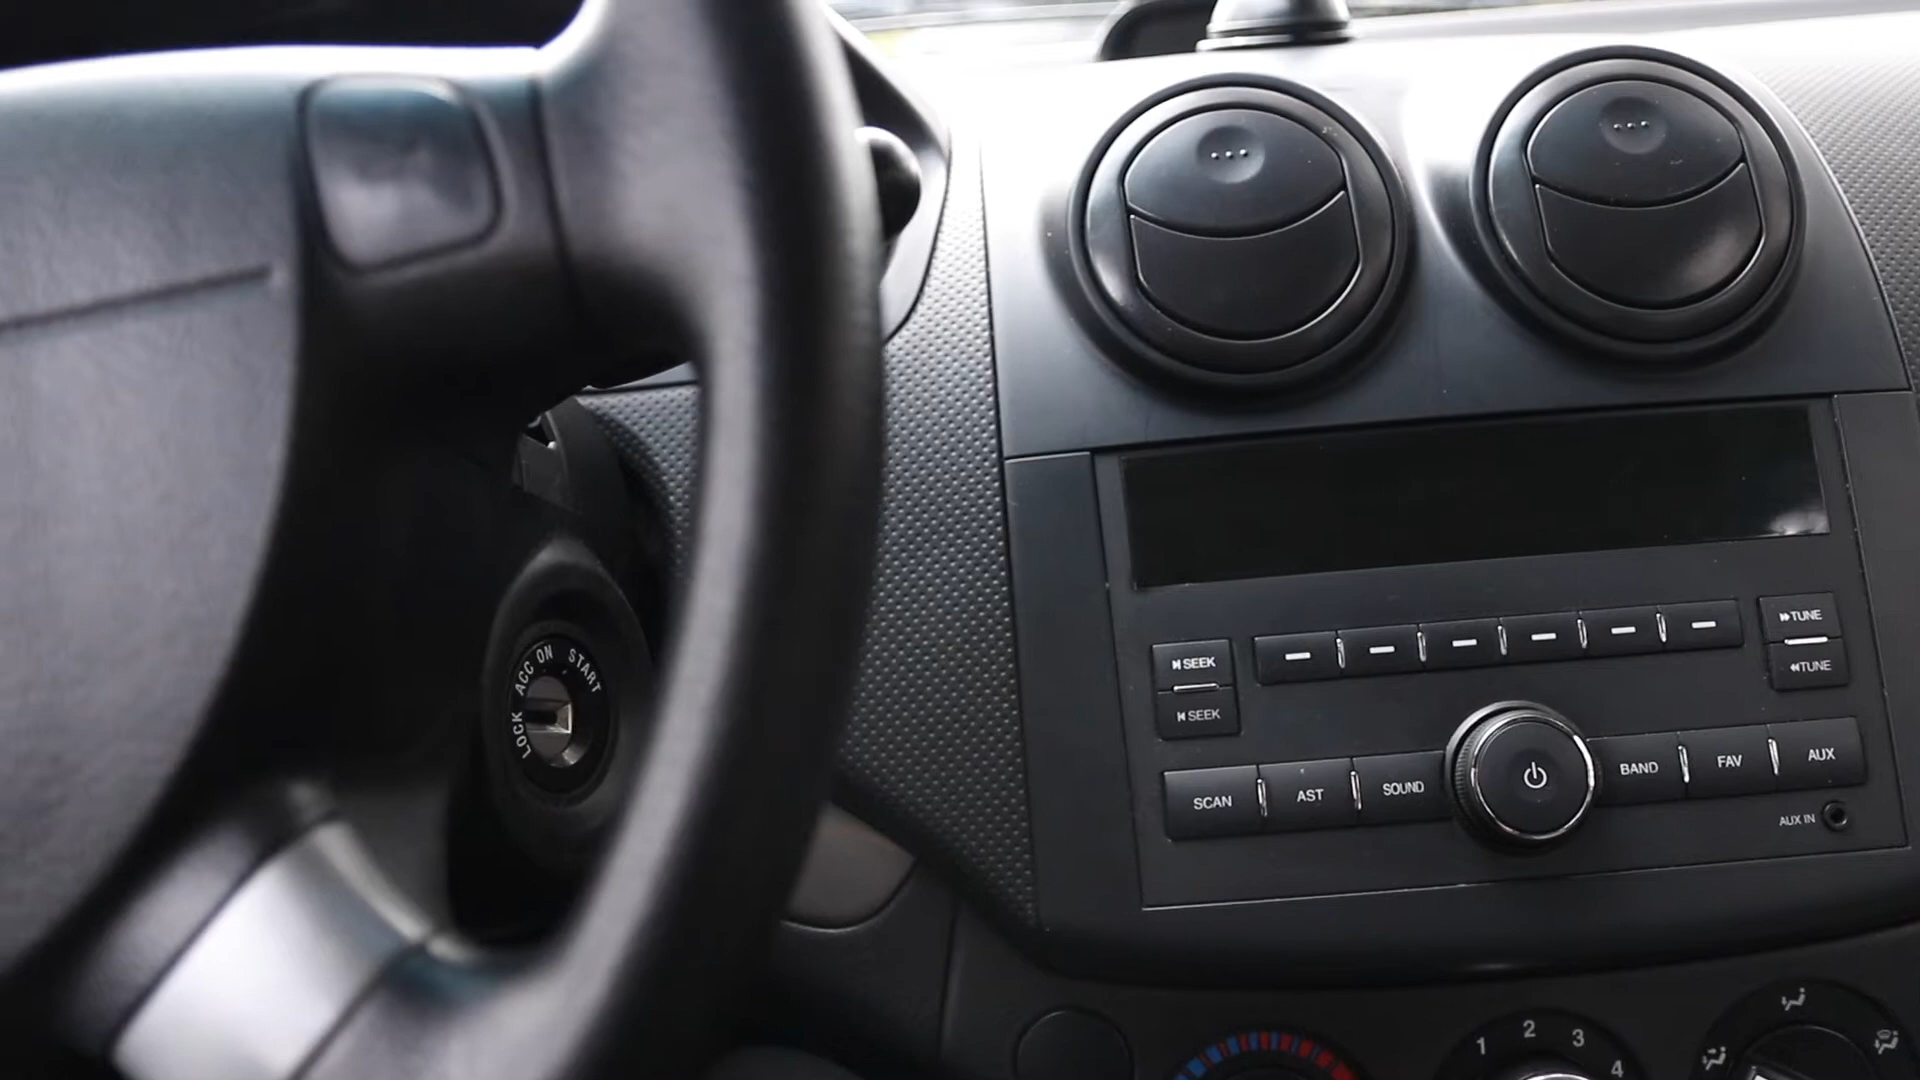 LOCK ACC ON START
SEEK
SEEK
TUNE
TUNE
SCAN AST SOUND BAND FAV AUX
AUX IN
1 2 3 4